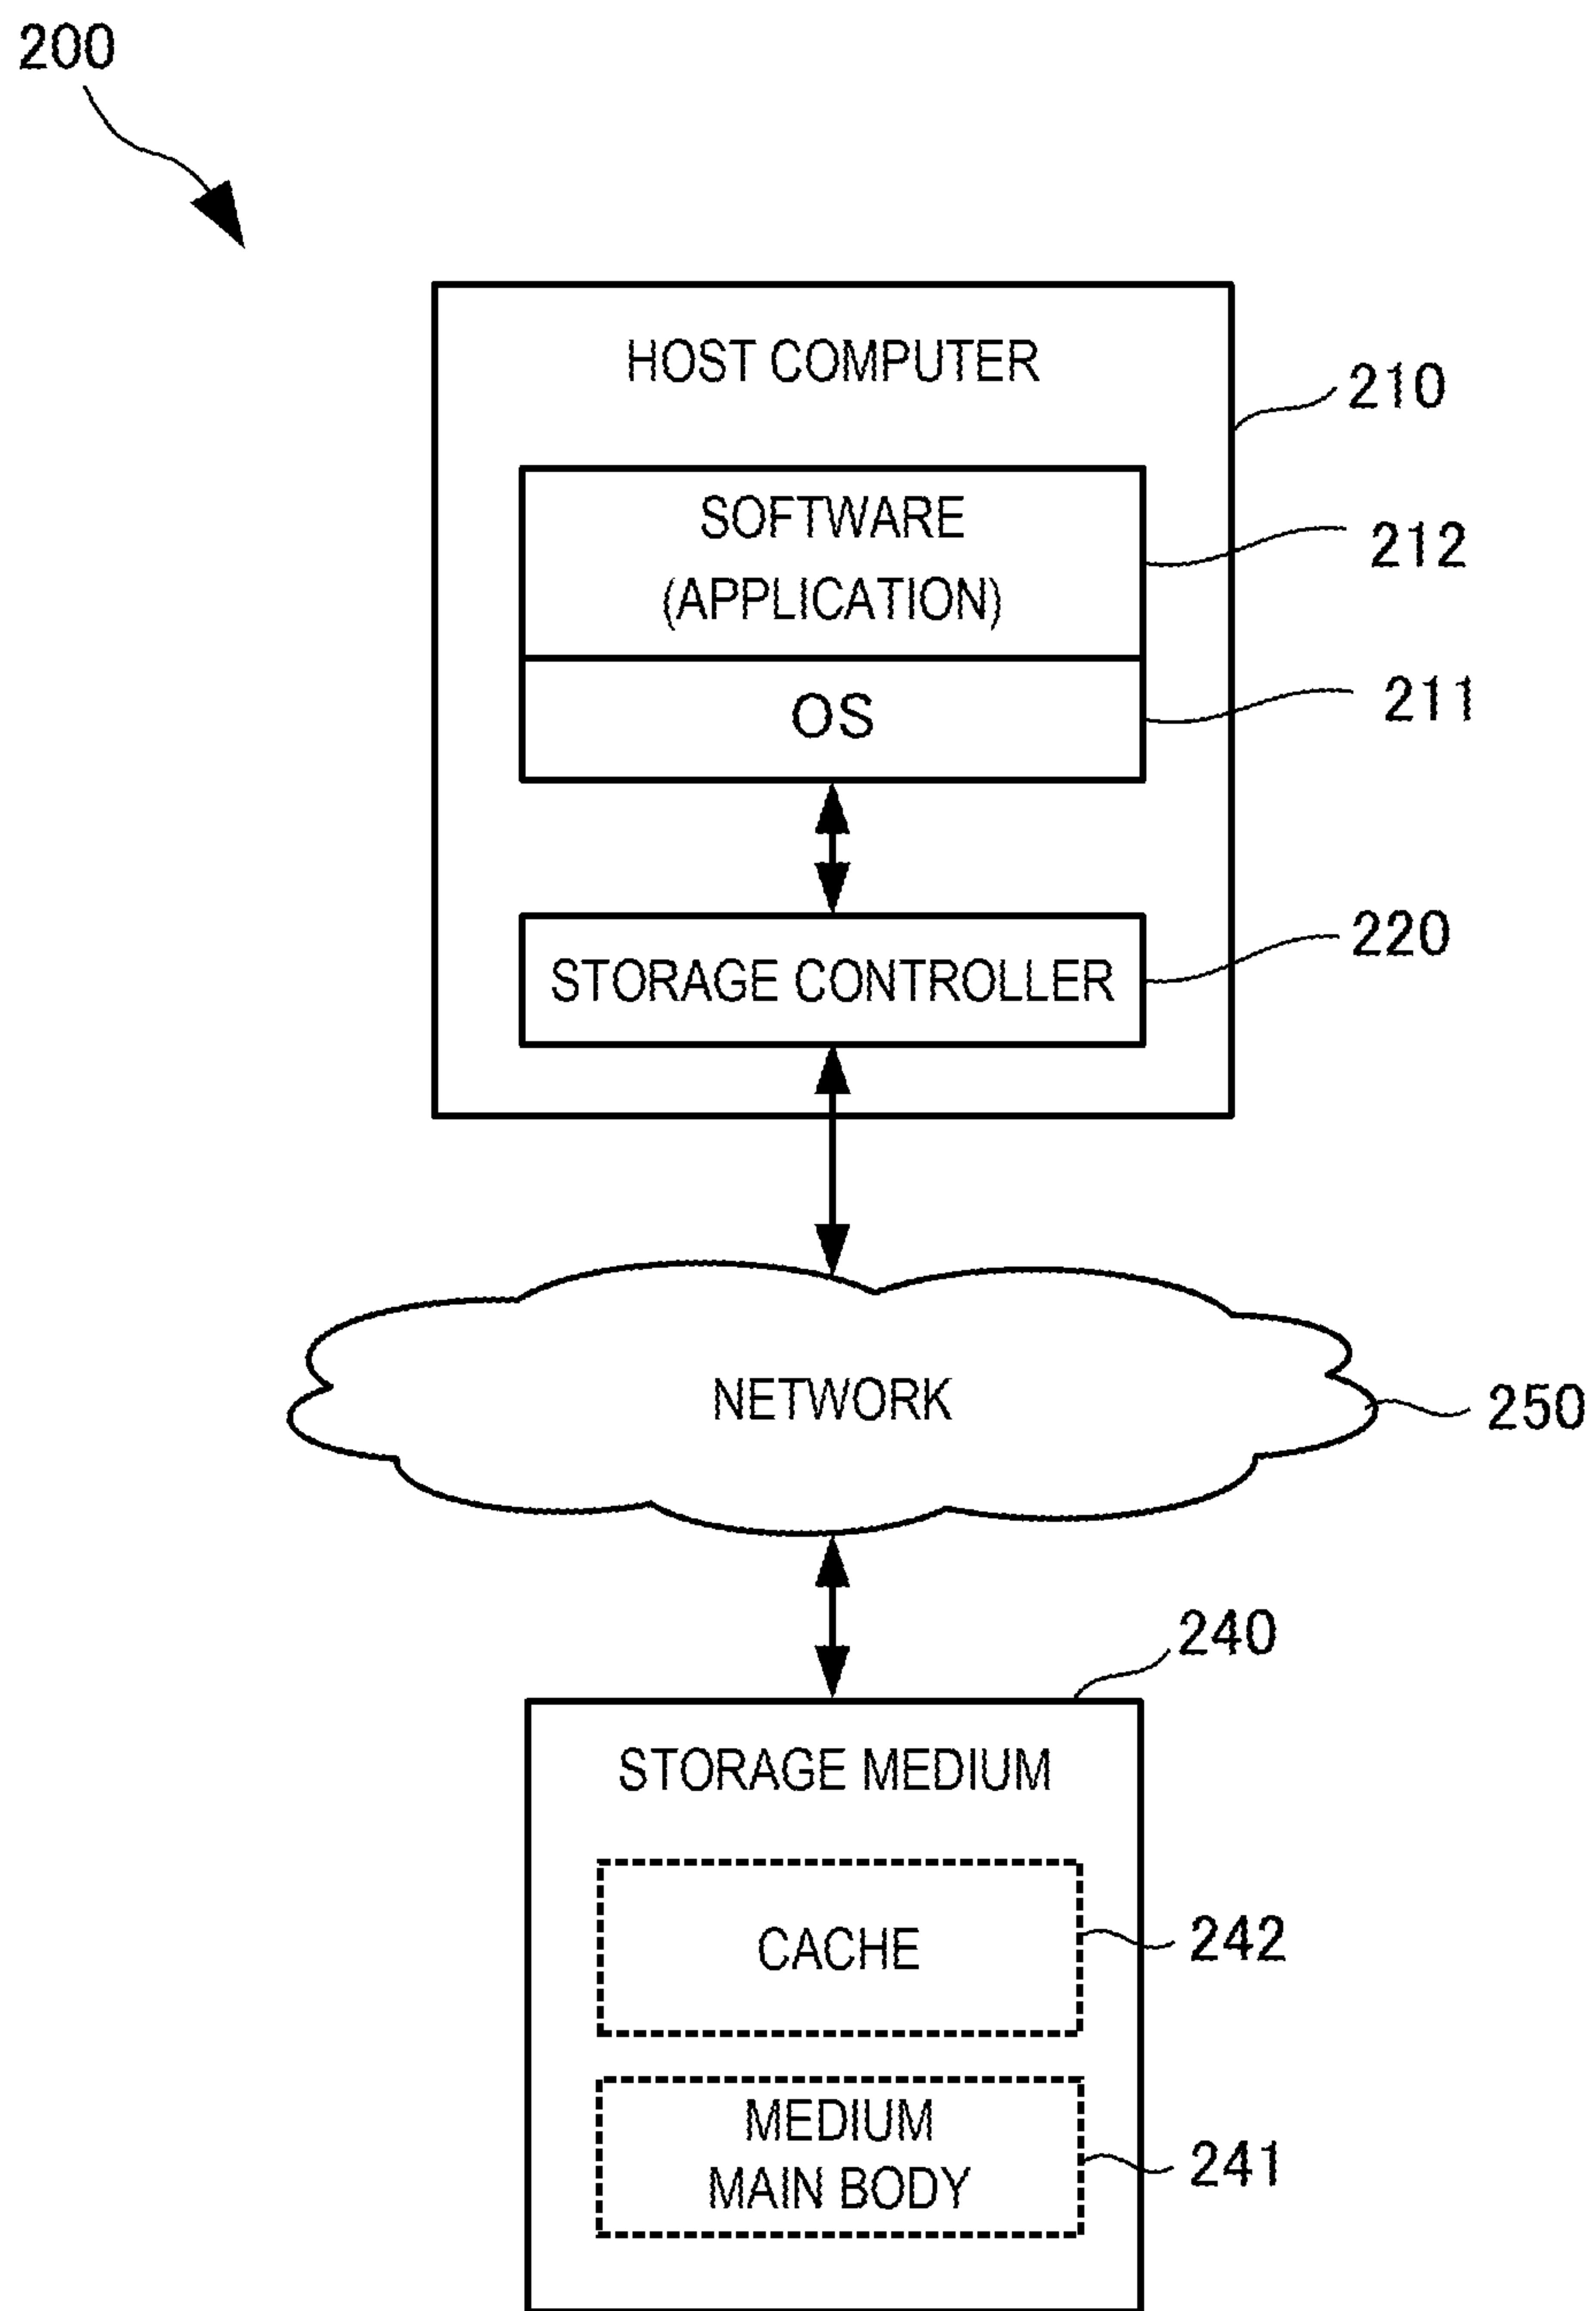 200
HOST COMPUTER
210
SOFTWARE
(APPLICATION)
212
OS
211
STORAGE CONTROLLER
220
NETWORK
250
240
STORAGE MEDIUM
CACHE
242
MEDIUM
MAIN BODY
241